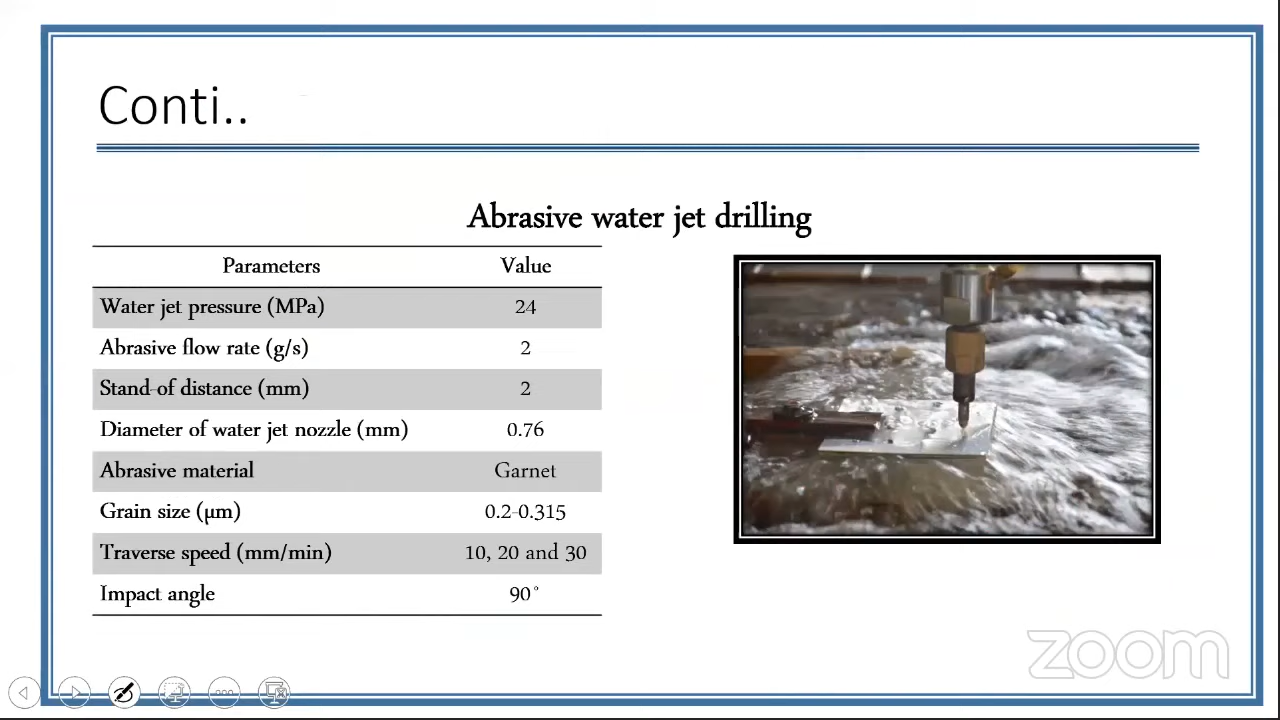 Conti..
Abrasive water jet drilling
Parameters Value
Water jet pressure (MPa) 24
Abrasive flow rate (g/s) 2
Stand-of distance (mm) 2
Diameter of water jet nozzle (mm) 0.76
Abrasive material Garnet
Grain size (μm) 0.2-0.315
Traverse speed (mm/min) 10, 20 and 30
Impact angle 90°
zoom